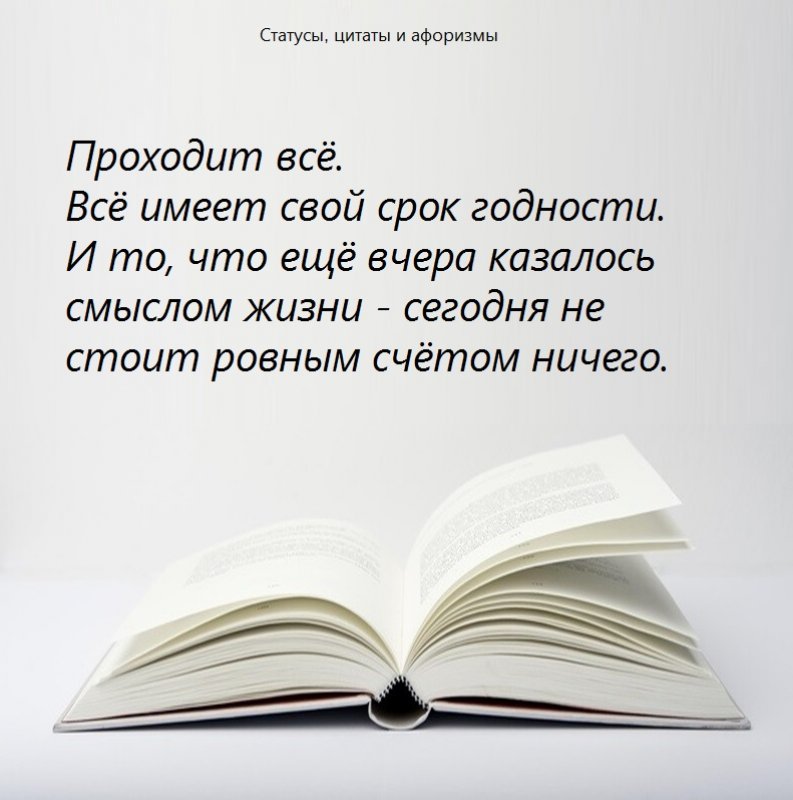 Статусы, цитаты и афоризмы
Проходит всё.
Всё имеет свой срок годности.
И то, что ещё вчера казалось
смыслом жизни - сегодня не
стоит ровным счётом ничего.